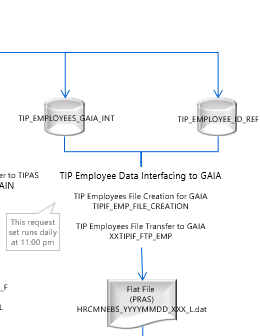 TIP_EMPLOYEES_GAIA_INT
TIP_EMPLOYEE_ID_REF
er to TIPAS
AIN
TIP Employee Data Interfacing to GAIA
TIP Employees File Creation for GAIA
TIPIF_EMP_FILE_CREATION
This request
set runs daily
at 11:00 pm
TIP Employees File Transfer to GAIA
XXTIPIF_FTP_EMP
_F
L
Flat File
(PRAS)
HRCMNEBS_YYYYMMDD_XXX_L.dat